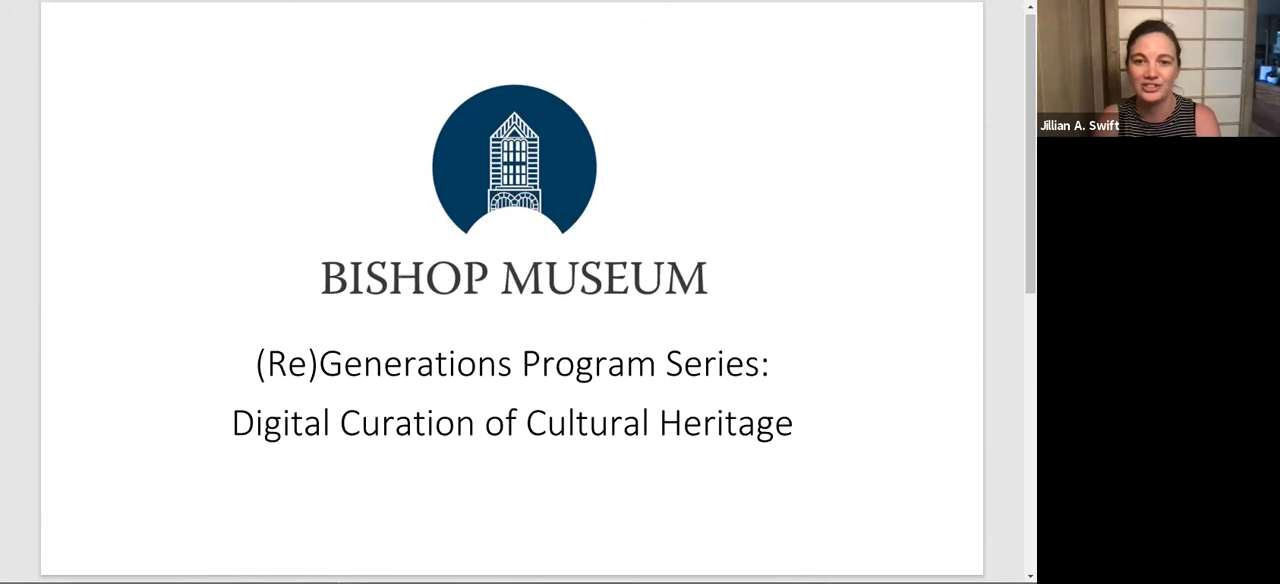 BISHOP MUSEUM
(Re)Generations Program Series:
Digital Curation of Cultural Heritage
Jillian A. Swift